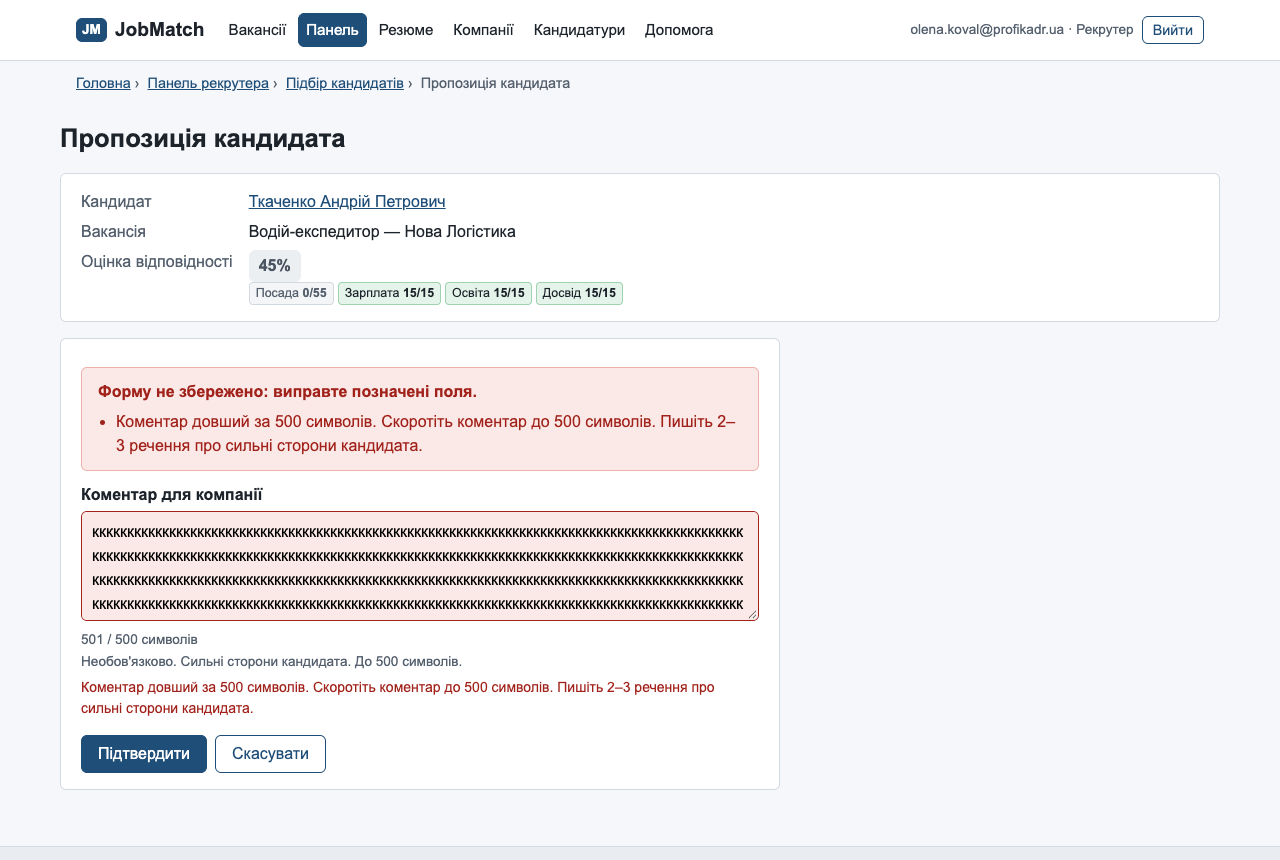 JM JobMatch Вакансії Панель Резюме Компанії Кандидатури Допомога olena.koval@profikadr.ua · Рекрутер Вийти
Головна › Панель рекрутера › Підбір кандидатів › Пропозиція кандидата
Пропозиція кандидата
Кандидат Ткаченко Андрій Петрович
Вакансія Водій-експедитор — Нова Логістика
Оцінка відповідності 45%
Посада 0/55 Зарплата 15/15 Освіта 15/15 Досвід 15/15
Форму не збережено: виправте позначені поля.
• Коментар довший за 500 символів. Скоротіть коментар до 500 символів. Пишіть 2–
3 речення про сильні сторони кандидата.
Коментар для компанії
501 / 500 символів
Необов'язково. Сильні сторони кандидата. До 500 символів.
Коментар довший за 500 символів. Скоротіть коментар до 500 символів. Пишіть 2–3 речення про
сильні сторони кандидата.
Підтвердити Скасувати